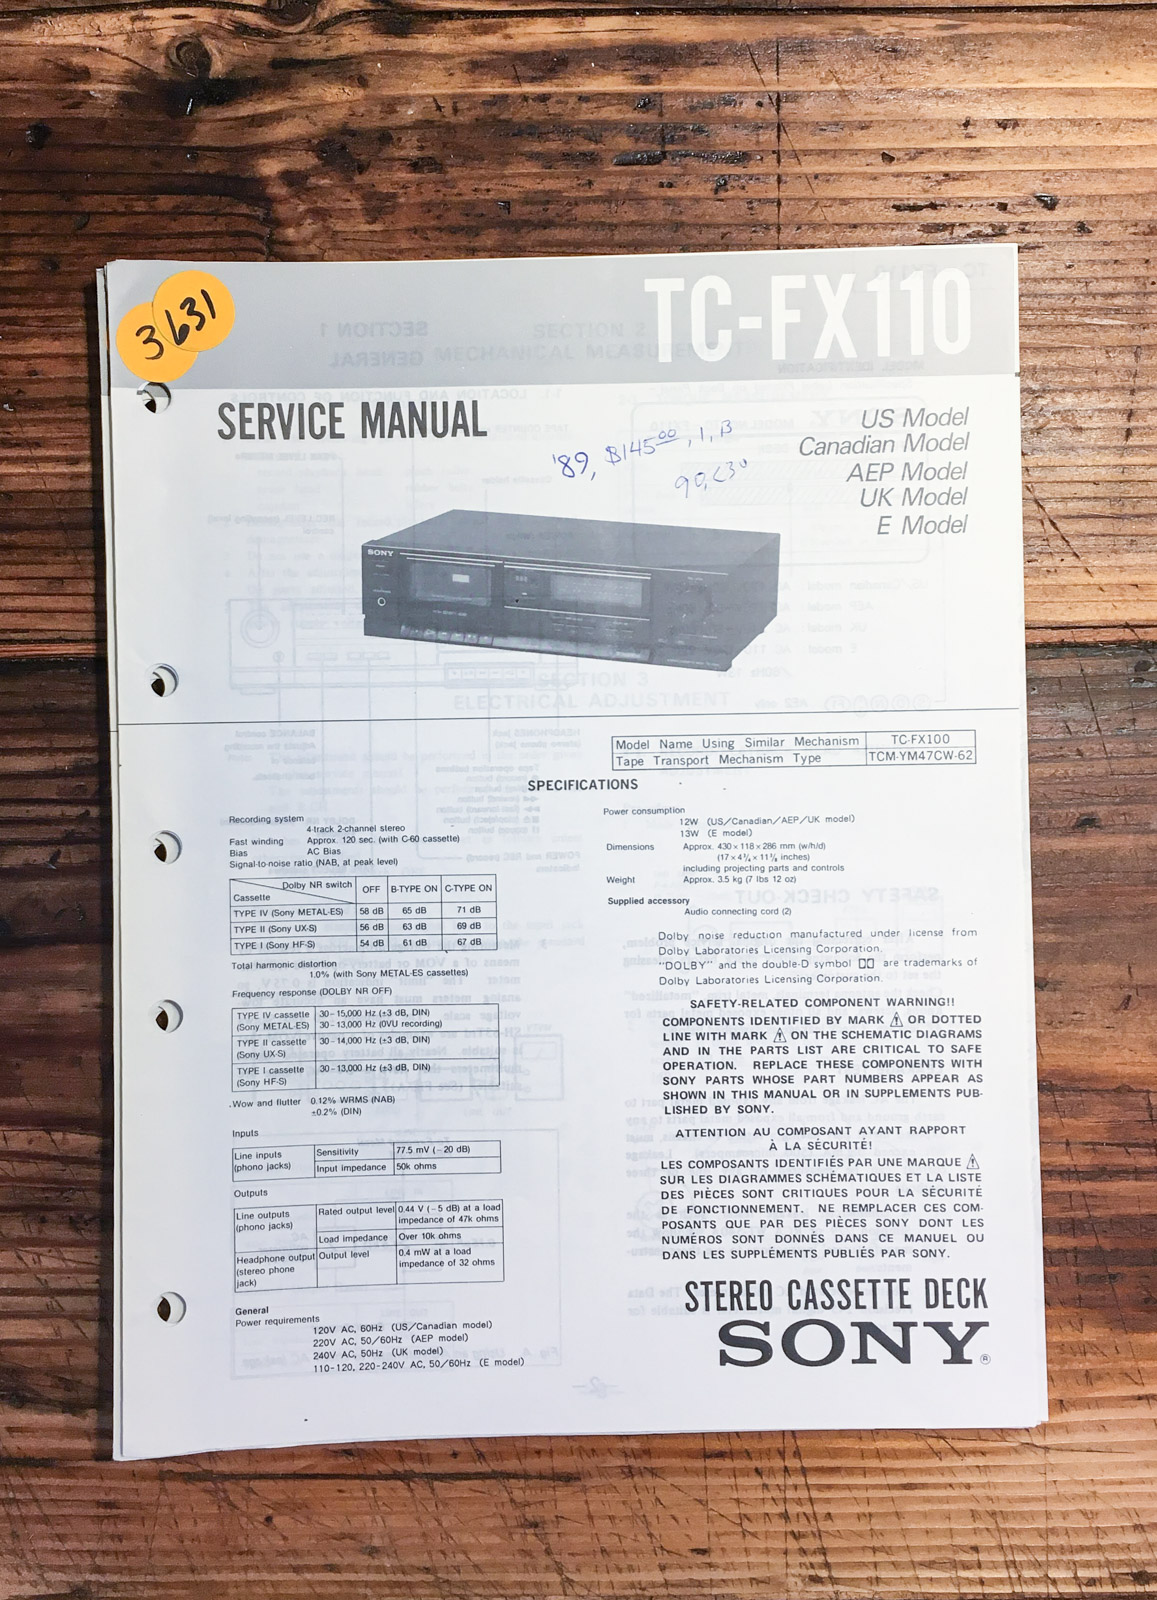 3631
TC-FX110
SERVICE MANUAL
US Model
Canadian Model
AEP Model
UK Model
E Model
'89, $145.00, 1, B
SONY
Model Name Using Similar Mechanism TC-FX100
Tape Transport Mechanism Type TCM-YM47CW-62
SPECIFICATIONS
Recording system
4-track 2-channel stereo
Fast winding Approx. 120 sec. (with C-60 cassette)
Bias AC Bias
Signal-to-noise ratio (NAB, at peak level)
Dolby NR switch OFF B-TYPE ON C-TYPE ON
Cassette
TYPE IV (Sony METAL-ES) 58 dB 65 dB 71 dB
TYPE II (Sony UX-S) 56 dB 63 dB 69 dB
TYPE I (Sony HF-S) 54 dB 61 dB 67 dB
Total harmonic distortion
1.0% (with Sony METAL-ES cassettes)
Frequency response (DOLBY NR OFF)
TYPE IV cassette 30-15,000 Hz (±3 dB, DIN)
(Sony METAL-ES) 30-13,000 Hz (0VU recording)
TYPE II cassette 30-14,000 Hz (±3 dB, DIN)
(Sony UX-S)
TYPE I cassette 30-13,000 Hz (±3 dB, DIN)
(Sony HF-S)
Wow and flutter 0.12% WRMS (NAB)
±0.2% (DIN)
Inputs
Line inputs Sensitivity 77.5 mV (-20 dB)
(phono jacks) Input impedance 50k ohms
Outputs
Line outputs Rated output level 0.44 V (-5 dB) at a load
(phono jacks) impedance of 47k ohms
Load impedance Over 10k ohms
Headphone output Output level 0.4 mW at a load
(stereo phone impedance of 32 ohms
jack)
General
Power requirements
120V AC, 60Hz (US/Canadian model)
220V AC, 50/60Hz (AEP model)
240V AC, 50Hz (UK model)
110-120, 220-240V AC, 50/60Hz (E model)
Power consumption
12W (US/Canadian/AEP/UK model)
13W (E model)
Dimensions Approx. 430 × 118 × 286 mm (w/h/d)
(17 × 4¾ × 11⅜ inches)
including projecting parts and controls
Weight Approx. 3.5 kg (7 lbs 12 oz)
Supplied accessory
Audio connecting cord (2)
Dolby noise reduction manufactured under license from
Dolby Laboratories Licensing Corporation.
"DOLBY" and the double-D symbol are trademarks of
Dolby Laboratories Licensing Corporation.
SAFETY-RELATED COMPONENT WARNING!!
COMPONENTS IDENTIFIED BY MARK ⚠ OR DOTTED
LINE WITH MARK ⚠ ON THE SCHEMATIC DIAGRAMS
AND IN THE PARTS LIST ARE CRITICAL TO SAFE
OPERATION. REPLACE THESE COMPONENTS WITH
SONY PARTS WHOSE PART NUMBERS APPEAR AS
SHOWN IN THIS MANUAL OR IN SUPPLEMENTS PUB-
LISHED BY SONY.
ATTENTION AU COMPOSANT AYANT RAPPORT
À LA SÉCURITÉ!
LES COMPOSANTS IDENTIFIÉS PAR UNE MARQUE ⚠
SUR LES DIAGRAMMES SCHÉMATIQUES ET LA LISTE
DES PIÈCES SONT CRITIQUES POUR LA SÉCURITÉ
DE FONCTIONNEMENT. NE REMPLACER CES COM-
POSANTS QUE PAR DES PIÈCES SONY DONT LES
NUMÉROS SONT DONNÉS DANS CE MANUEL OU
DANS LES SUPPLÉMENTS PUBLIÉS PAR SONY.
STEREO CASSETTE DECK
SONY®